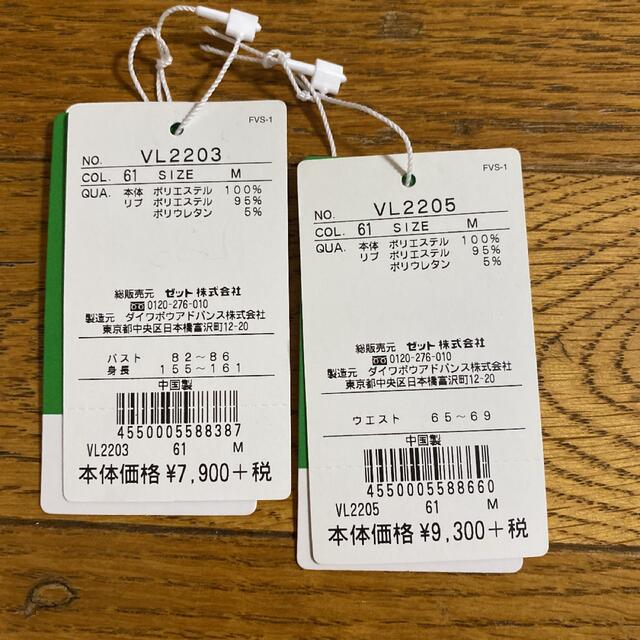 FVS-1
NO. VL2203
COL. 61 SIZE M
QUA. 本体 ポリエステル 100%
リブ ポリエステル 95%
ポリウレタン 5%
総販売元 ゼット株式会社
0120-276-010
製造元 ダイワボウアドバンス株式会社
東京都中央区日本橋富沢町12-20
バスト 82~86
身長 155~161
中国製
4550005588387
VL2203 61 M
本体価格¥7,900+税
FVS-1
NO. VL2205
COL. 61 SIZE M
QUA. 本体 ポリエステル 100%
リブ ポリエステル 95%
ポリウレタン 5%
総販売元 ゼット株式会社
0120-276-010
製造元 ダイワボウアドバンス株式会社
東京都中央区日本橋富沢町12-20
ウエスト 65~69
中国製
4550005588660
VL2205 61 M
本体価格¥9,300+税